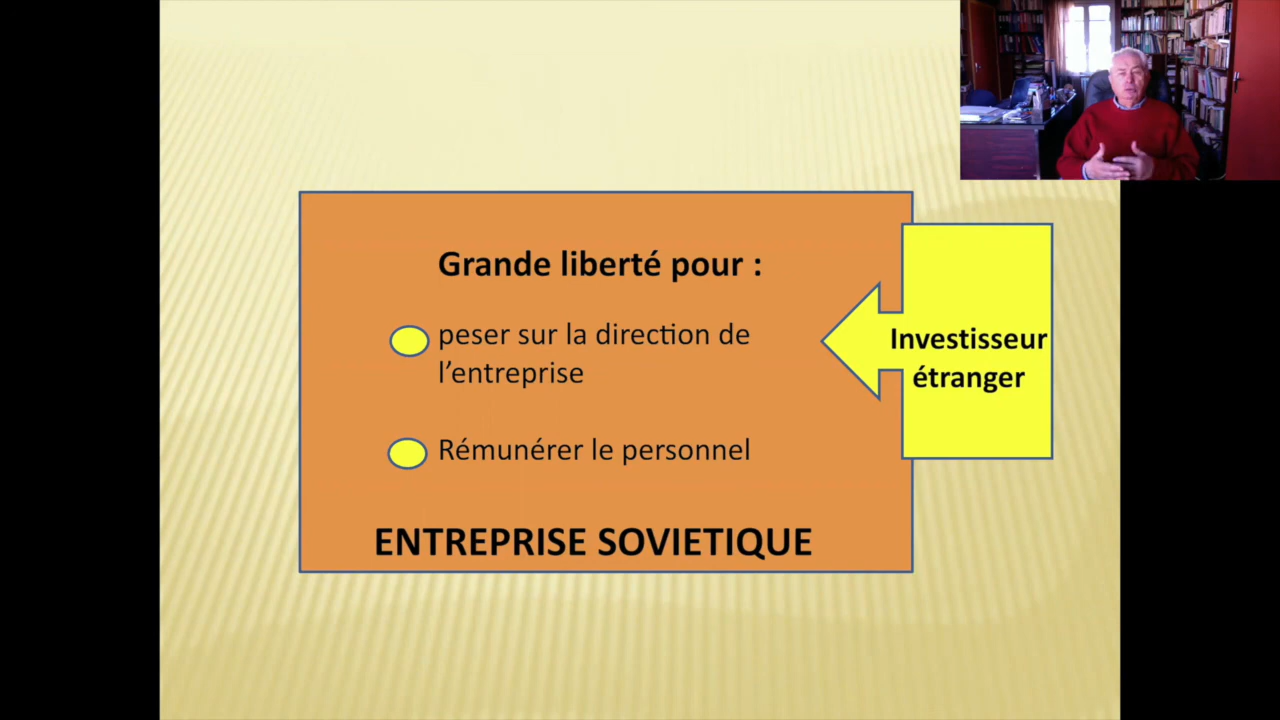 Grande liberté pour :
peser sur la direction de
l’entreprise
Rémunérer le personnel
ENTREPRISE SOVIETIQUE
Investisseur
étranger